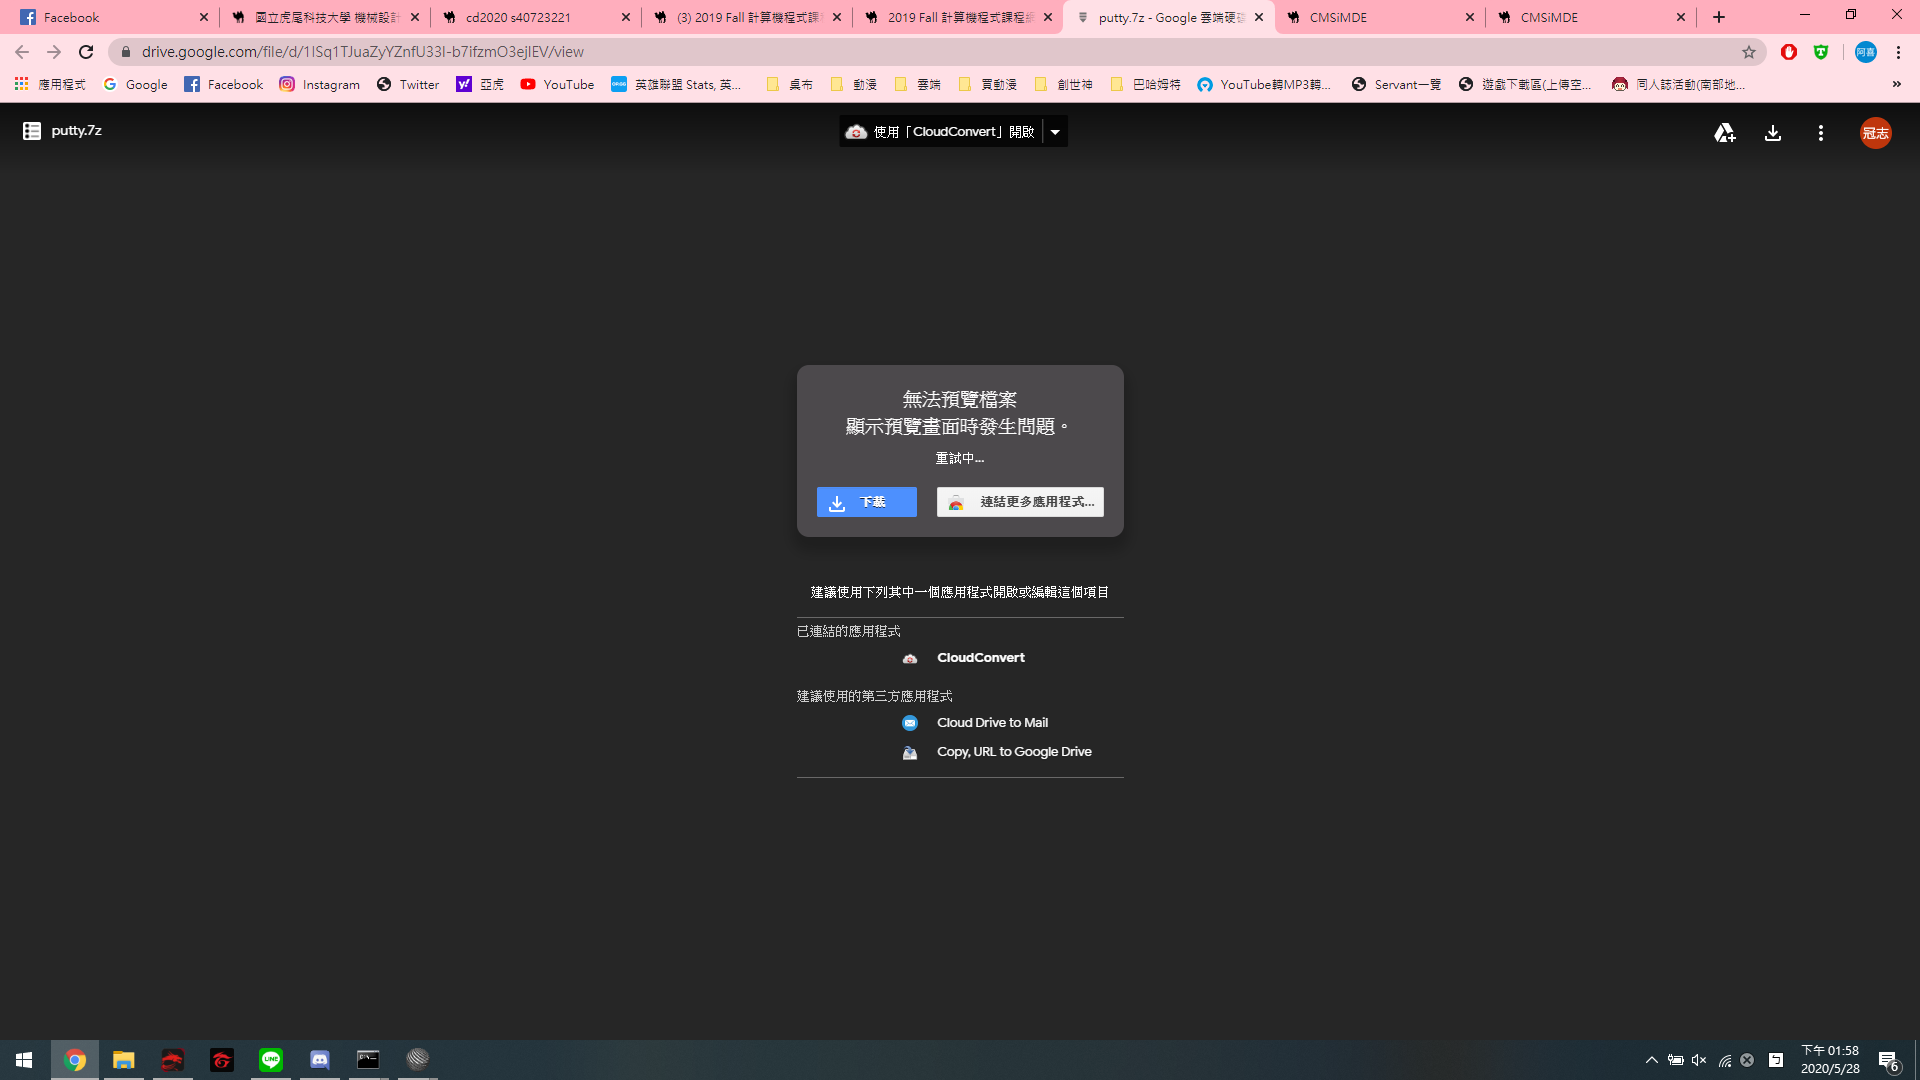 Facebook
國立虎尾科技大學 機械設計
cd2020 s40723221
(3) 2019 Fall 計算機程式課
2019 Fall 計算機程式課程
putty.7z - Google 雲端硬
CMSiMDE
CMSiMDE
阿喜
應用程式
Google
Facebook
Instagram
Twitter
亞虎
YouTube
英雄聯盟 Stats, 英...
桌布
動漫
雲端
買動漫
創世神
巴哈姆特
YouTube轉MP3轉...
Servant一覽
遊戲下載區(上傳空...
同人誌活動(南部地...
putty.7z
使用「CloudConvert」開啟
冠志
無法預覽檔案
顯示預覽畫面時發生問題。
重試中...
下載
連結更多應用程式...
建議使用下列其中一個應用程式開啟或編輯這個項目
已連結的應用程式
CloudConvert
建議使用的第三方應用程式
Cloud Drive to Mail
Copy, URL to Google Drive
下午 01:58
2020/5/28
6